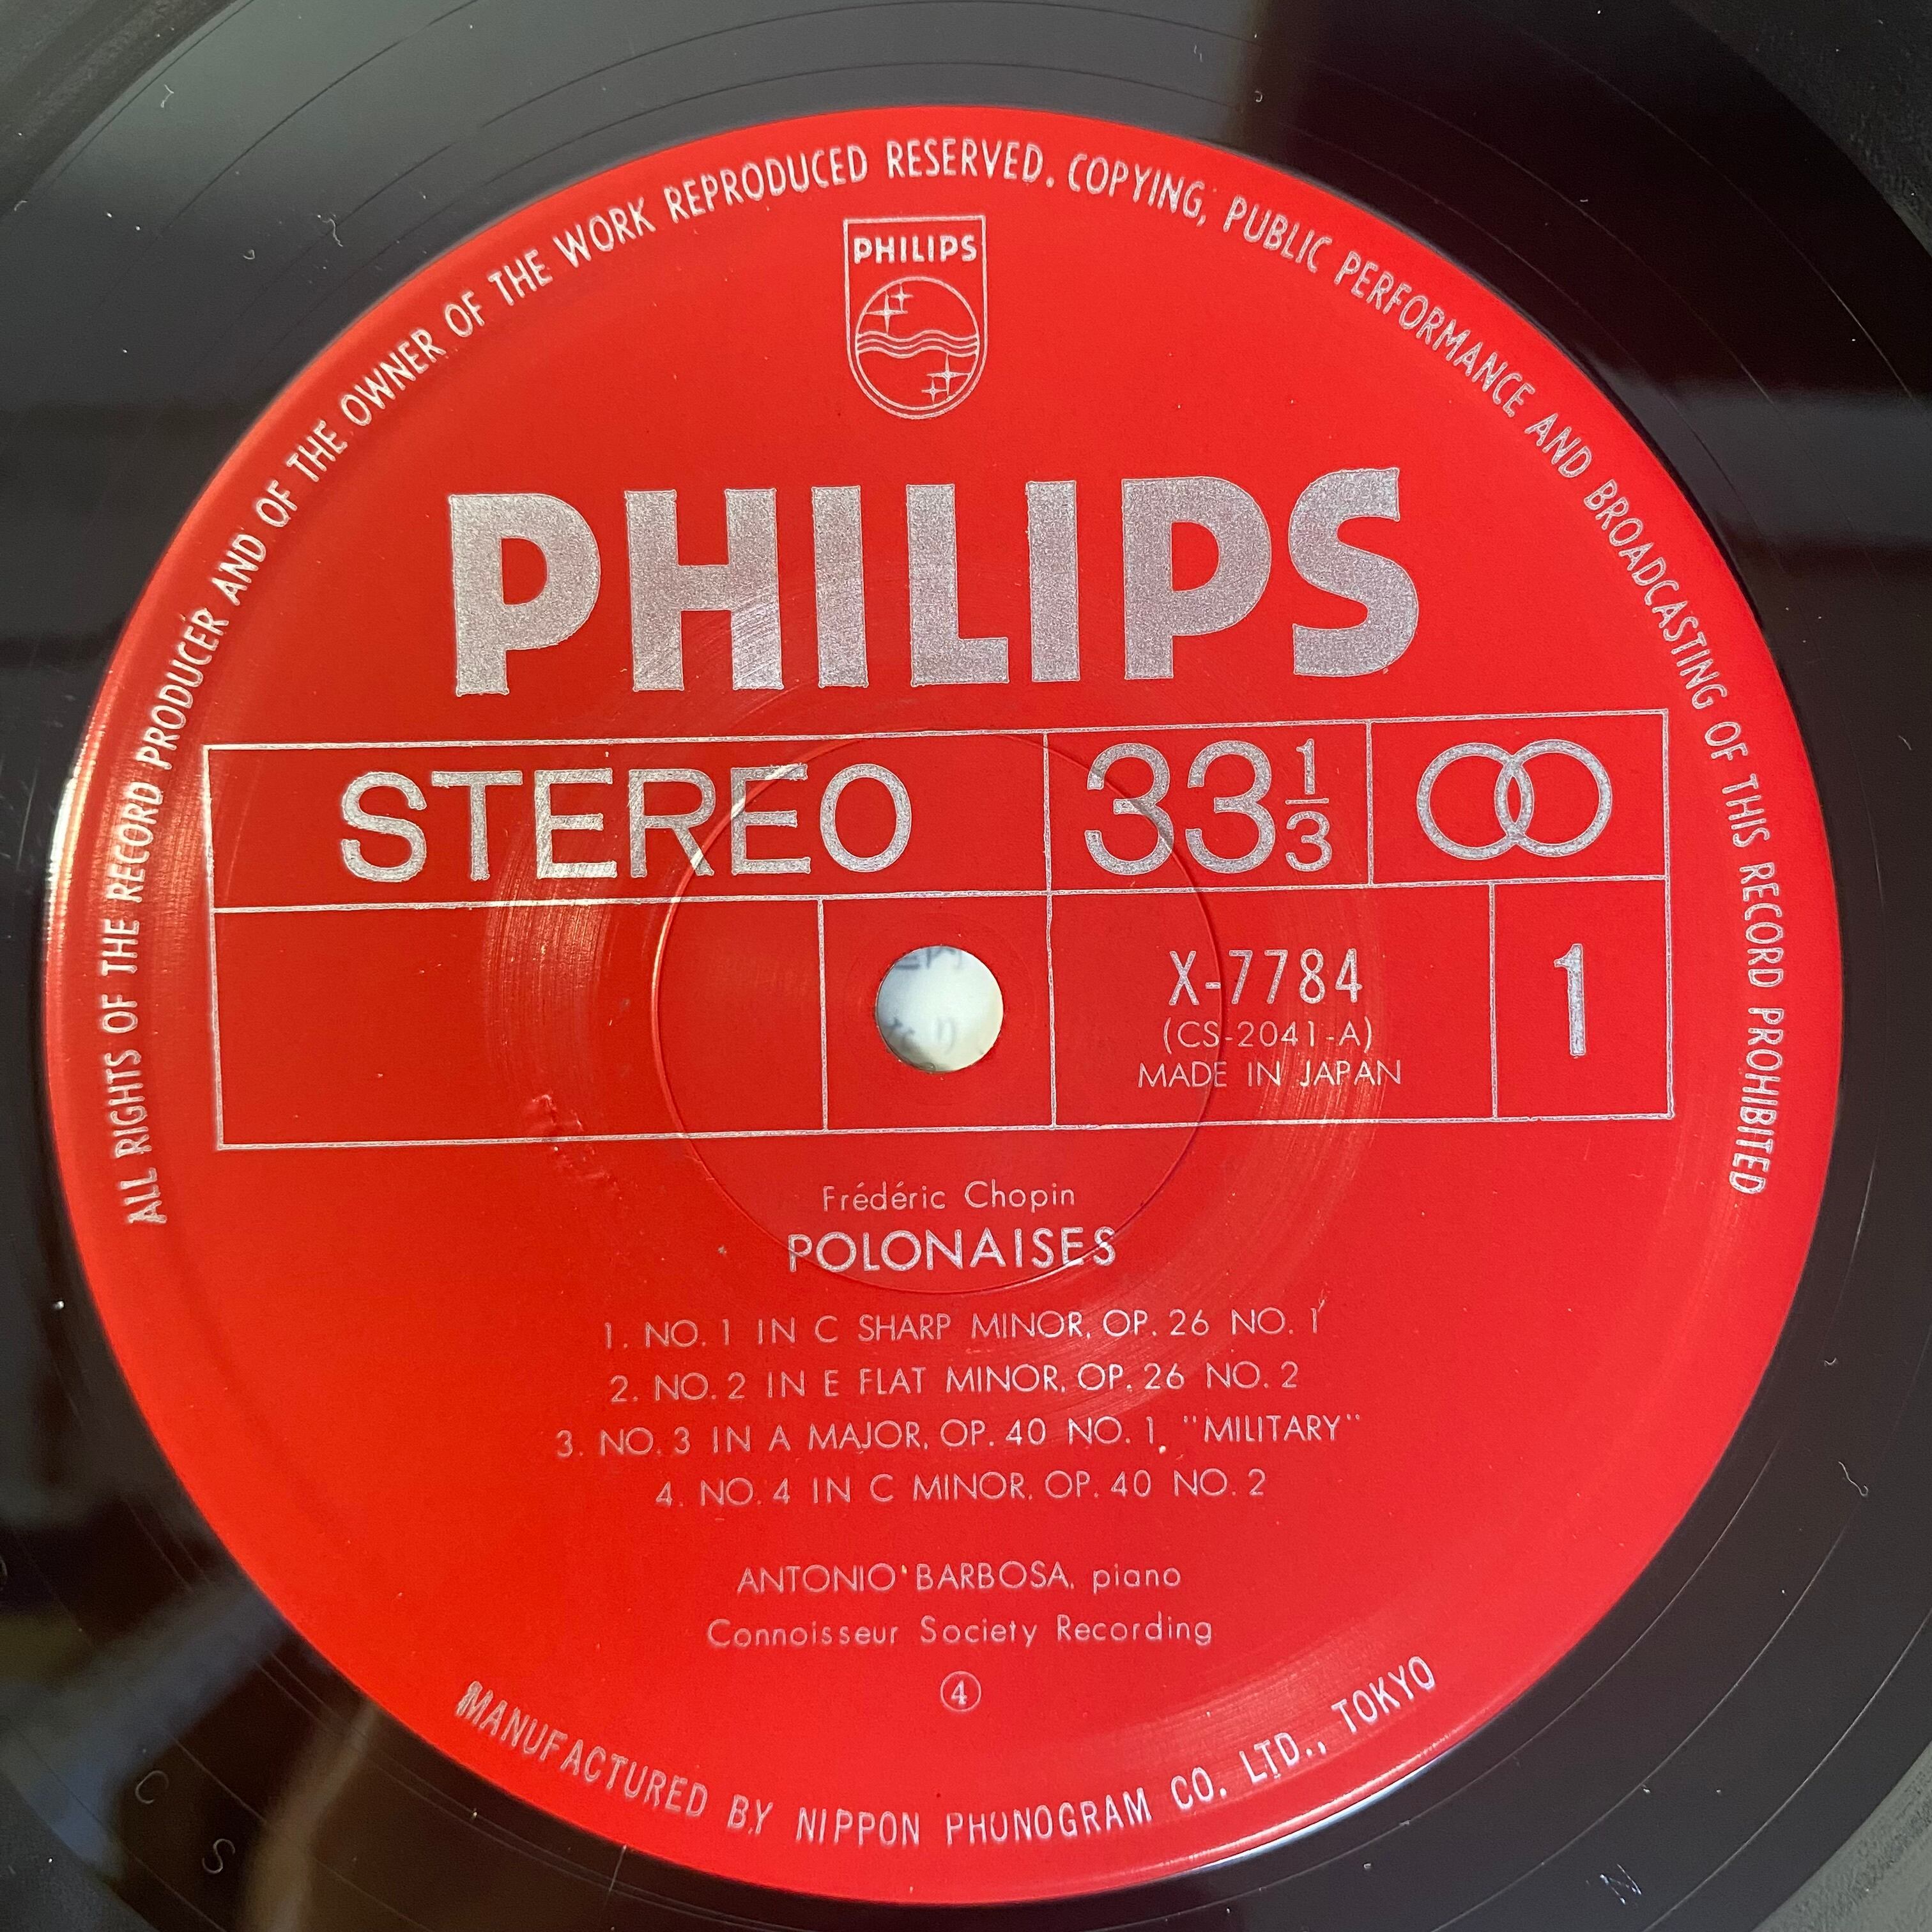 ALL RIGHTS OF THE RECORD PRODUCER AND OF THE OWNER OF THE WORK REPRODUCED RESERVED. COPYING, PUBLIC PERFORMANCE AND BROADCASTING OF THIS RECORD PROHIBITED
PHILIPS
PHILIPS
STEREO 33 1/3
X-7784 1
(CS-2041-A)
MADE IN JAPAN
Frédéric Chopin
POLONAISES
1. NO. 1 IN C SHARP MINOR, OP. 26 NO. 1
2. NO. 2 IN E FLAT MINOR, OP. 26 NO. 2
3. NO. 3 IN A MAJOR, OP. 40 NO. 1, "MILITARY"
4. NO. 4 IN C MINOR, OP. 40 NO. 2
ANTONIO BARBOSA, piano
Connoisseur Society Recording
④
MANUFACTURED BY NIPPON PHONOGRAM CO. LTD., TOKYO
C S N